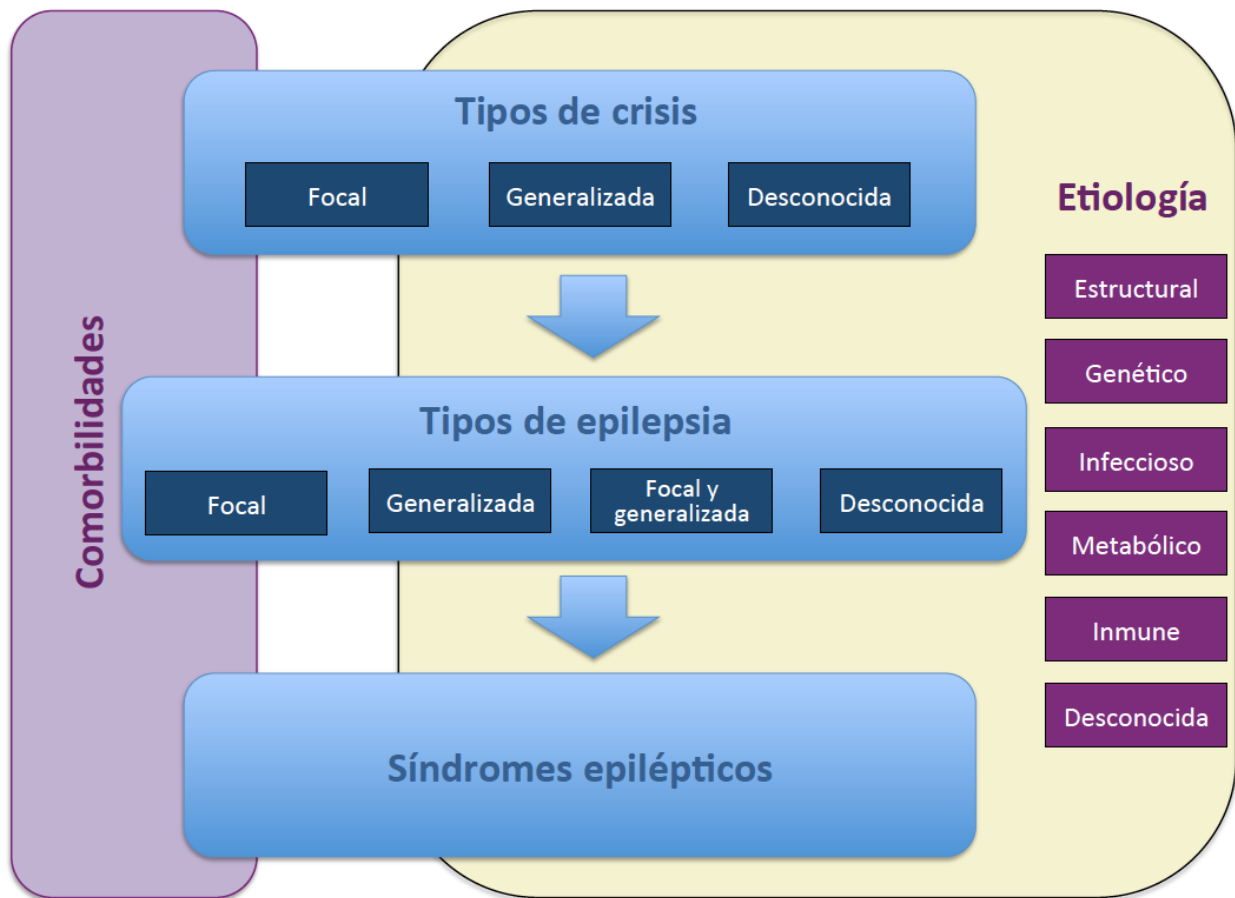 Comorbilidades
Tipos de crisis
Focal
Generalizada
Desconocida
Tipos de epilepsia
Focal
Generalizada
Focal y
generalizada
Desconocida
Síndromes epilépticos
Etiología
Estructural
Genético
Infeccioso
Metabólico
Inmune
Desconocida